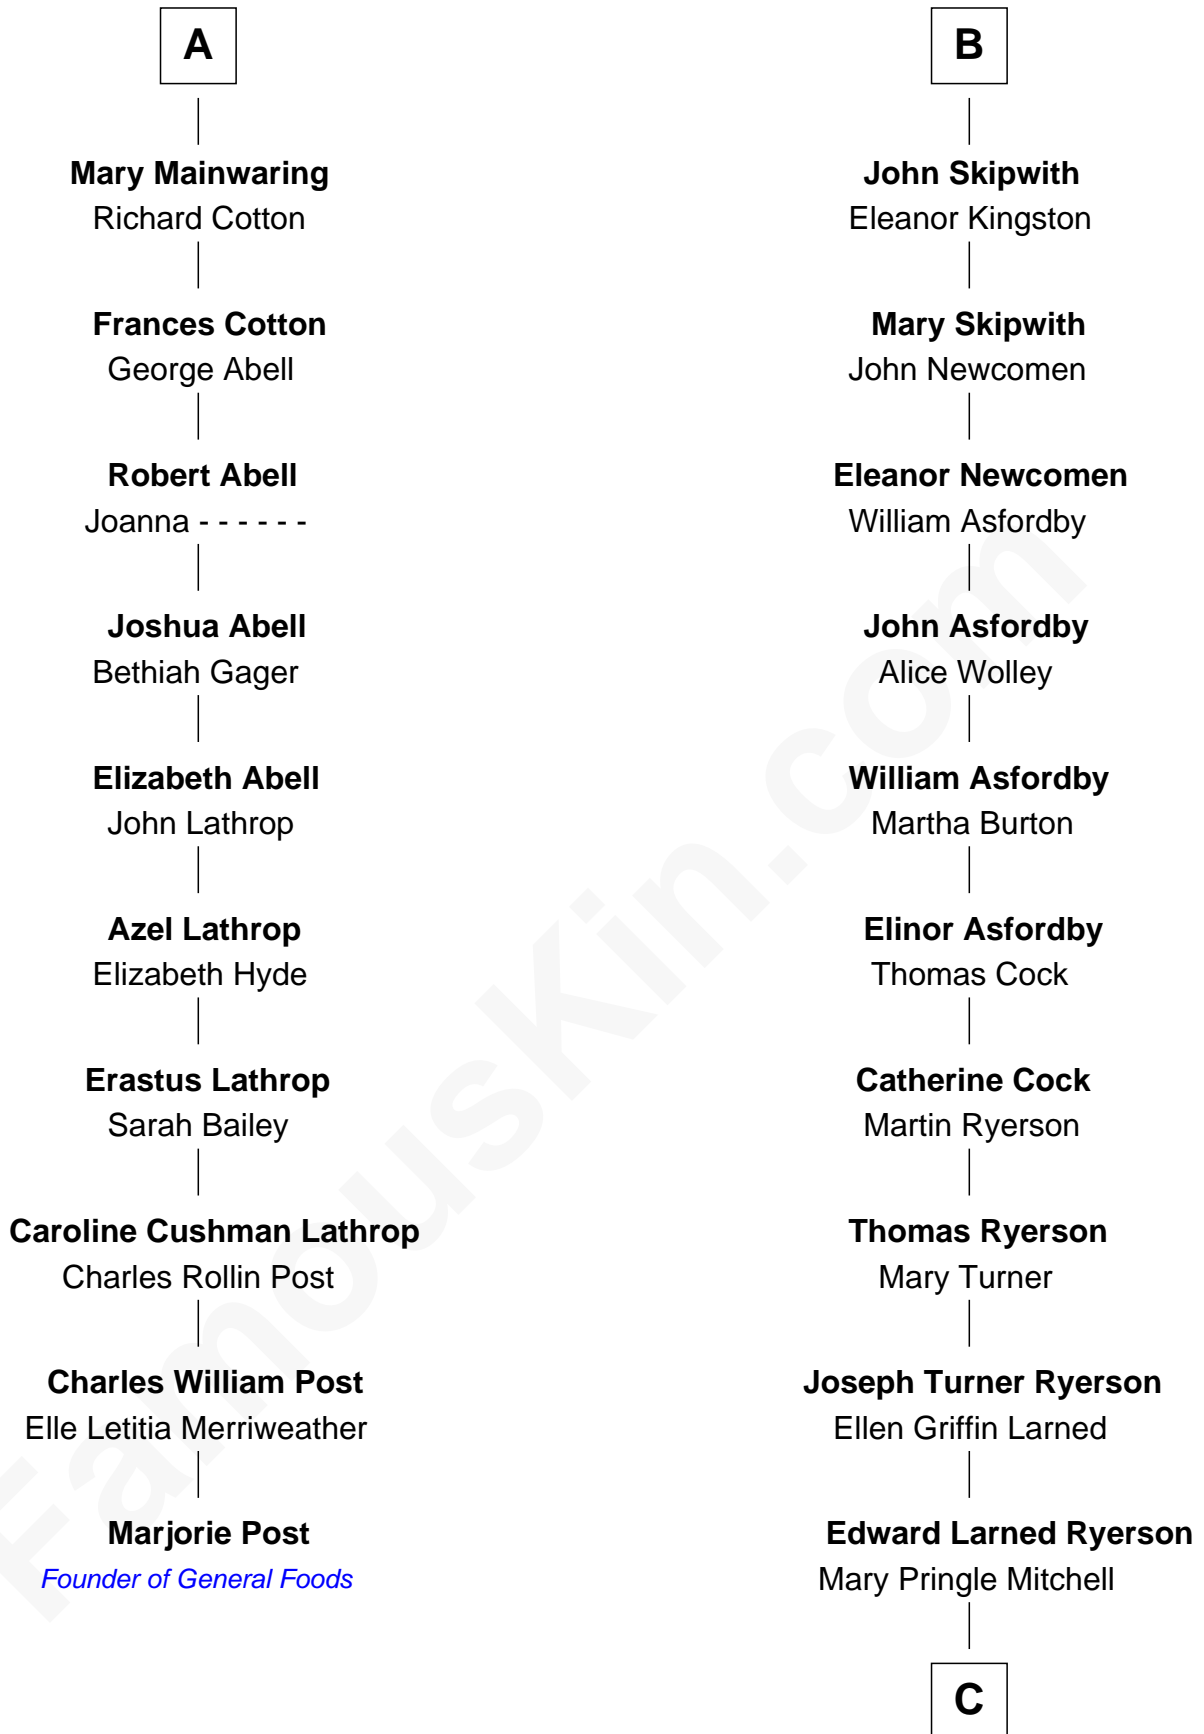 A
Mary Mainwaring
Richard Cotton
Frances Cotton
George Abell
Robert Abell
Joanna - - - - - -
Joshua Abell
Bethiah Gager
Elizabeth Abell
John Lathrop
Azel Lathrop
Elizabeth Hyde
Erastus Lathrop
Sarah Bailey
Caroline Cushman Lathrop
Charles Rollin Post
Charles William Post
Elle Letitia Merriweather
Marjorie Post
Founder of General Foods
B
John Skipwith
Eleanor Kingston
Mary Skipwith
John Newcomen
Eleanor Newcomen
William Asfordby
John Asfordby
Alice Wolley
William Asfordby
Martha Burton
Elinor Asfordby
Thomas Cock
Catherine Cock
Martin Ryerson
Thomas Ryerson
Mary Turner
Joseph Turner Ryerson
Ellen Griffin Larned
Edward Larned Ryerson
Mary Pringle Mitchell
C
FamousKin.com